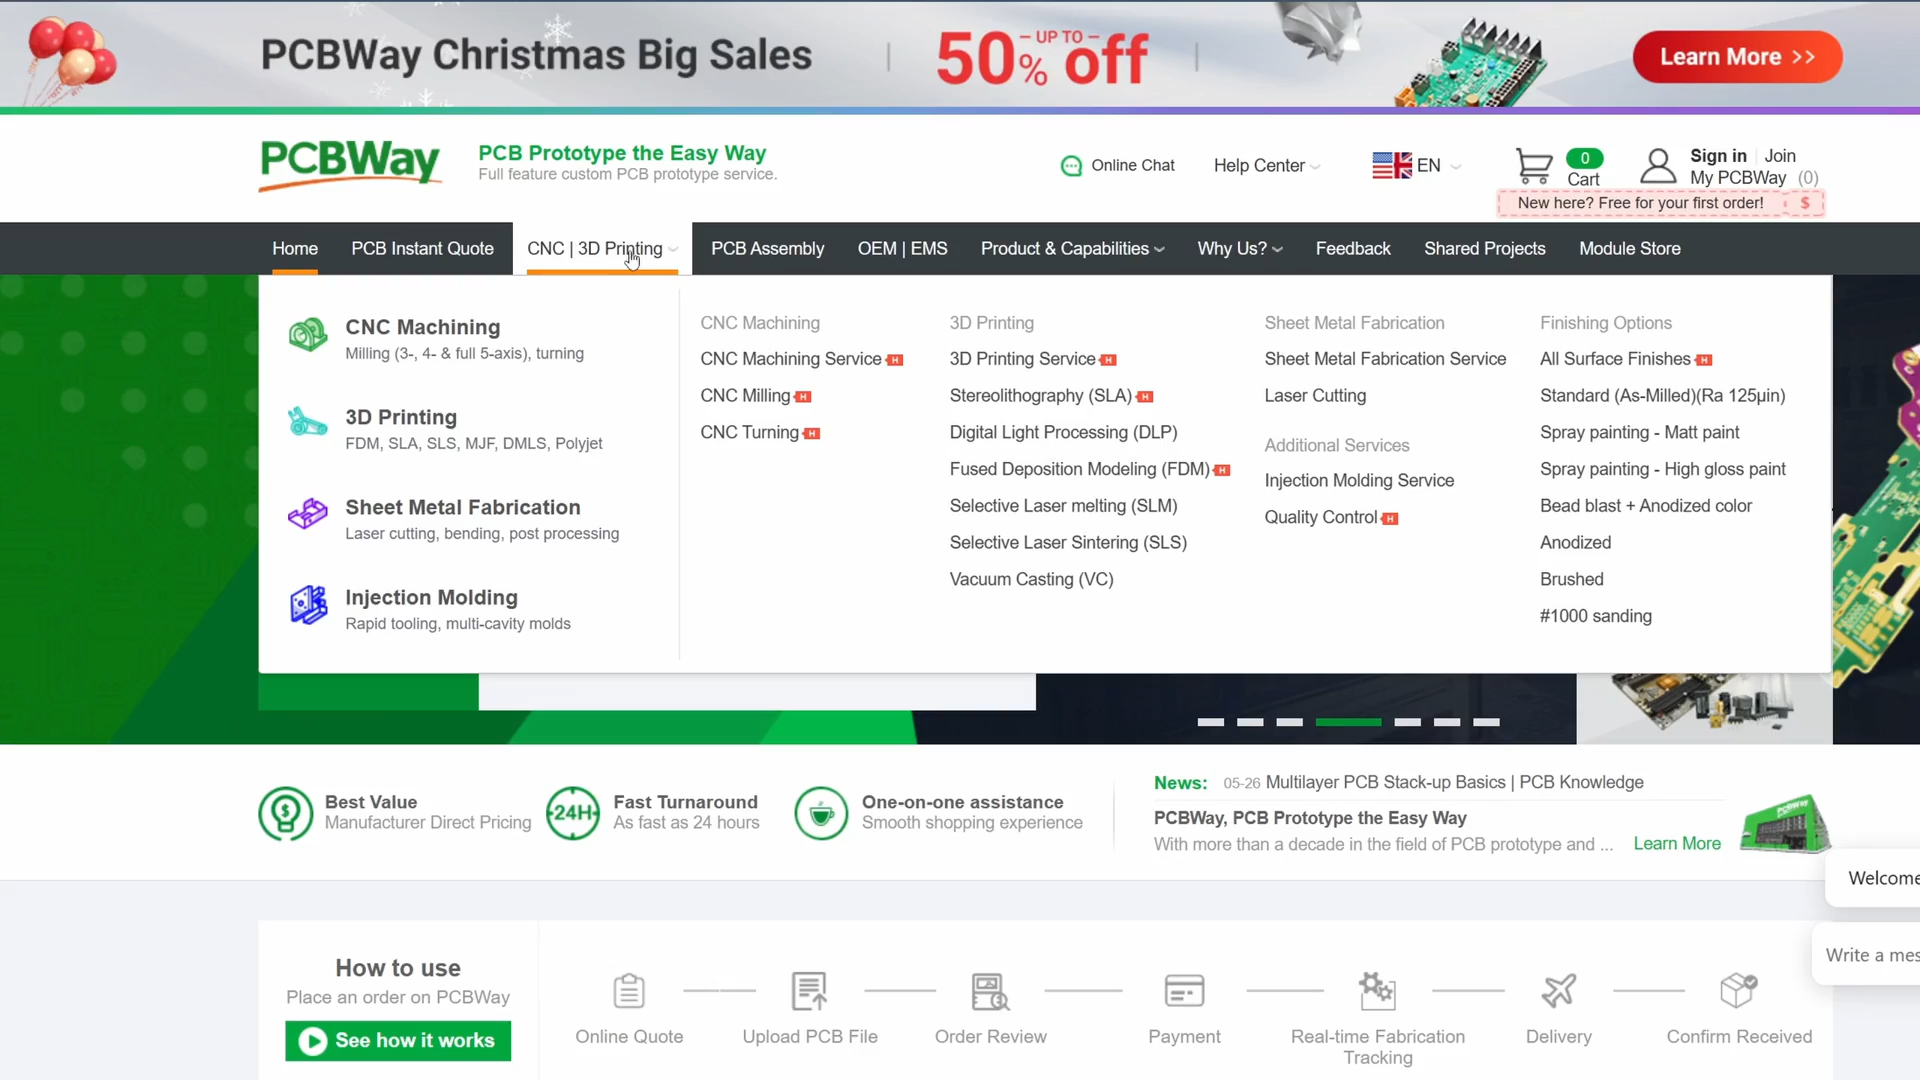 PCBWay Christmas Big Sales
UP TO
50% off
Learn More >>
PCBWay
PCB Prototype the Easy Way
Full feature custom PCB prototype service.
Online Chat
Help Center
EN
0
Cart
Sign in | Join
My PCBWay (0)
New here? Free for your first order! $
Home
PCB Instant Quote
CNC | 3D Printing
PCB Assembly
OEM | EMS
Product & Capabilities
Why Us?
Feedback
Shared Projects
Module Store
CNC Machining
Milling (3-, 4- & full 5-axis), turning
3D Printing
FDM, SLA, SLS, MJF, DMLS, Polyjet
Sheet Metal Fabrication
Laser cutting, bending, post processing
Injection Molding
Rapid tooling, multi-cavity molds
CNC Machining
CNC Machining Service H
CNC Milling H
CNC Turning H
3D Printing
3D Printing Service H
Stereolithography (SLA) H
Digital Light Processing (DLP)
Fused Deposition Modeling (FDM) H
Selective Laser melting (SLM)
Selective Laser Sintering (SLS)
Vacuum Casting (VC)
Sheet Metal Fabrication
Sheet Metal Fabrication Service
Laser Cutting
Additional Services
Injection Molding Service
Quality Control H
Finishing Options
All Surface Finishes H
Standard (As-Milled)(Ra 125μin)
Spray painting - Matt paint
Spray painting - High gloss paint
Bead blast + Anodized color
Anodized
Brushed
#1000 sanding
Best Value
Manufacturer Direct Pricing
24H
Fast Turnaround
As fast as 24 hours
One-on-one assistance
Smooth shopping experience
News: 05-26 Multilayer PCB Stack-up Basics | PCB Knowledge
PCBWay, PCB Prototype the Easy Way
With more than a decade in the field of PCB prototype and ... Learn More
PCBWay
Welcome
Write a mes
How to use
Place an order on PCBWay
See how it works
Online Quote
Upload PCB File
Order Review
Payment
Real-time Fabrication
Tracking
Delivery
Confirm Received